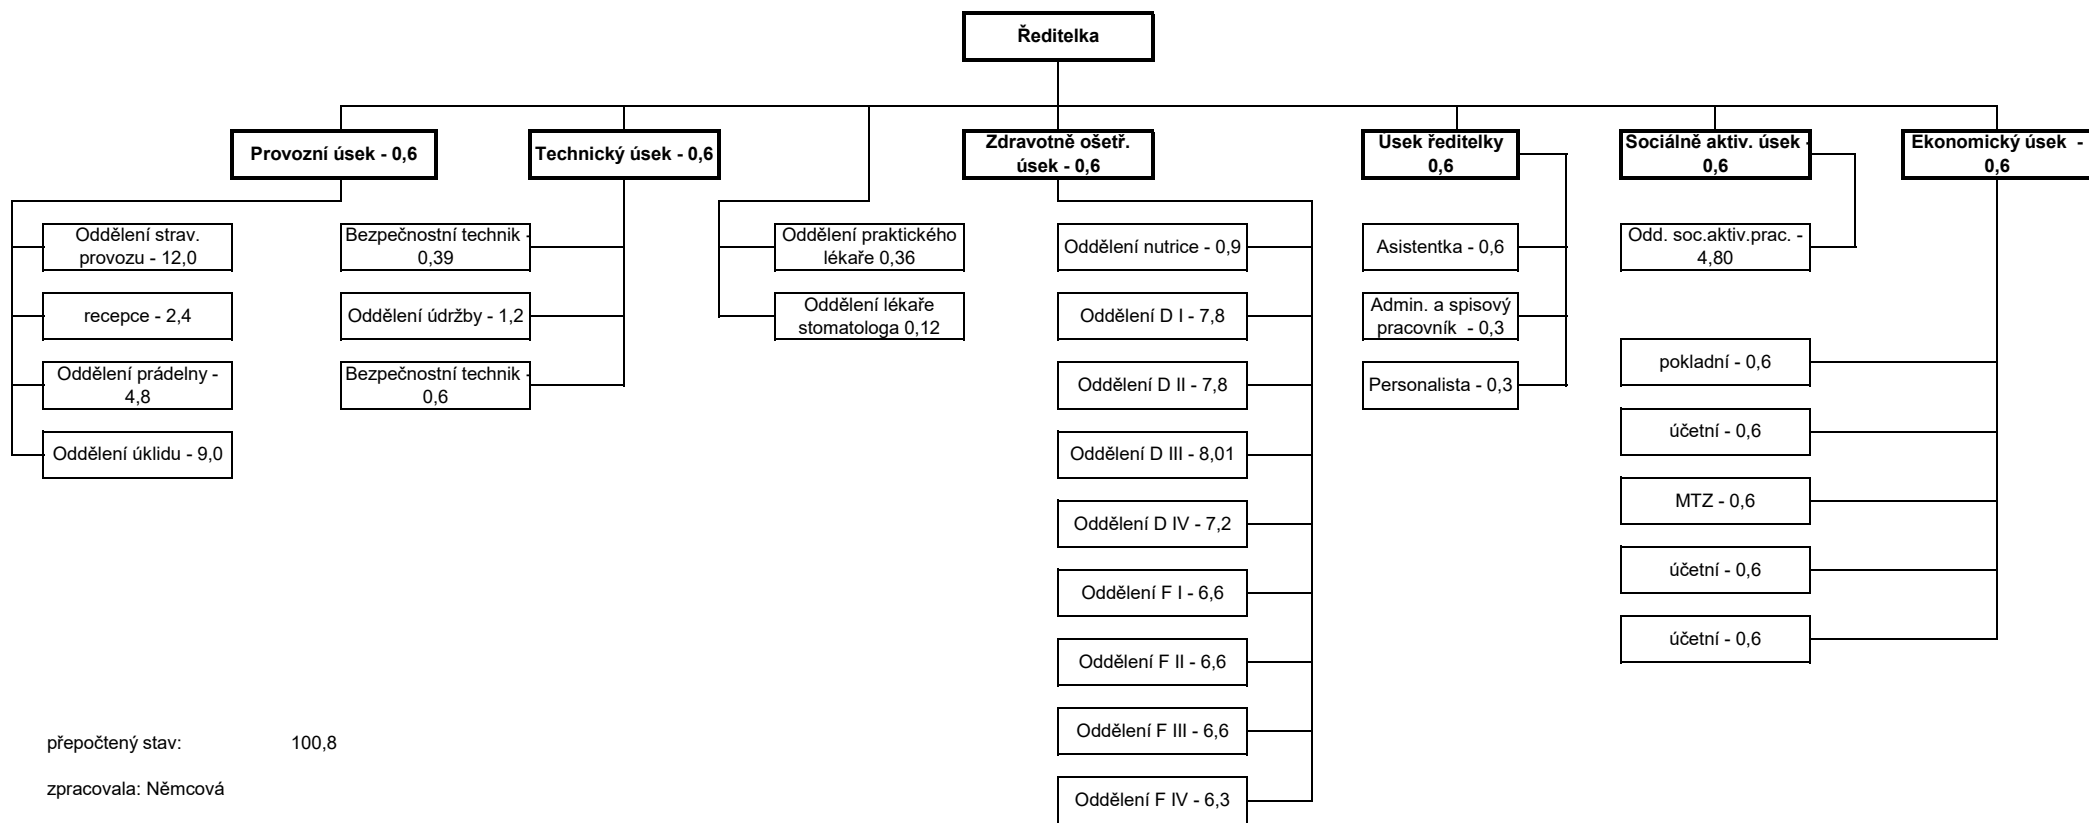 Ředitelka
Provozní úsek - 0,6
Technický úsek - 0,6
Zdravotně ošetř.
úsek - 0,6
Úsek ředitelky
0,6
Sociálně aktiv. úsek -
0,6
Ekonomický úsek -
0,6
Oddělení strav.
provozu - 12,0
recepce - 2,4
Oddělení prádelny -
4,8
Oddělení úklidu - 9,0
Bezpečnostní technik -
0,39
Oddělení údržby - 1,2
Bezpečnostní technik -
0,6
Oddělení praktického
lékaře 0,36
Oddělení lékaře
stomatologa 0,12
Oddělení nutrice - 0,9
Oddělení D I - 7,8
Oddělení D II - 7,8
Oddělení D III - 8,01
Oddělení D IV - 7,2
Oddělení F I - 6,6
Oddělení F II - 6,6
Oddělení F III - 6,6
Oddělení F IV - 6,3
Asistentka - 0,6
Admin. a spisový
pracovník - 0,3
Personalista - 0,3
Odd. soc.aktiv.prac. -
4,80
pokladní - 0,6
účetní - 0,6
MTZ - 0,6
účetní - 0,6
účetní - 0,6
přepočtený stav: 100,8
zpracovala: Němcová